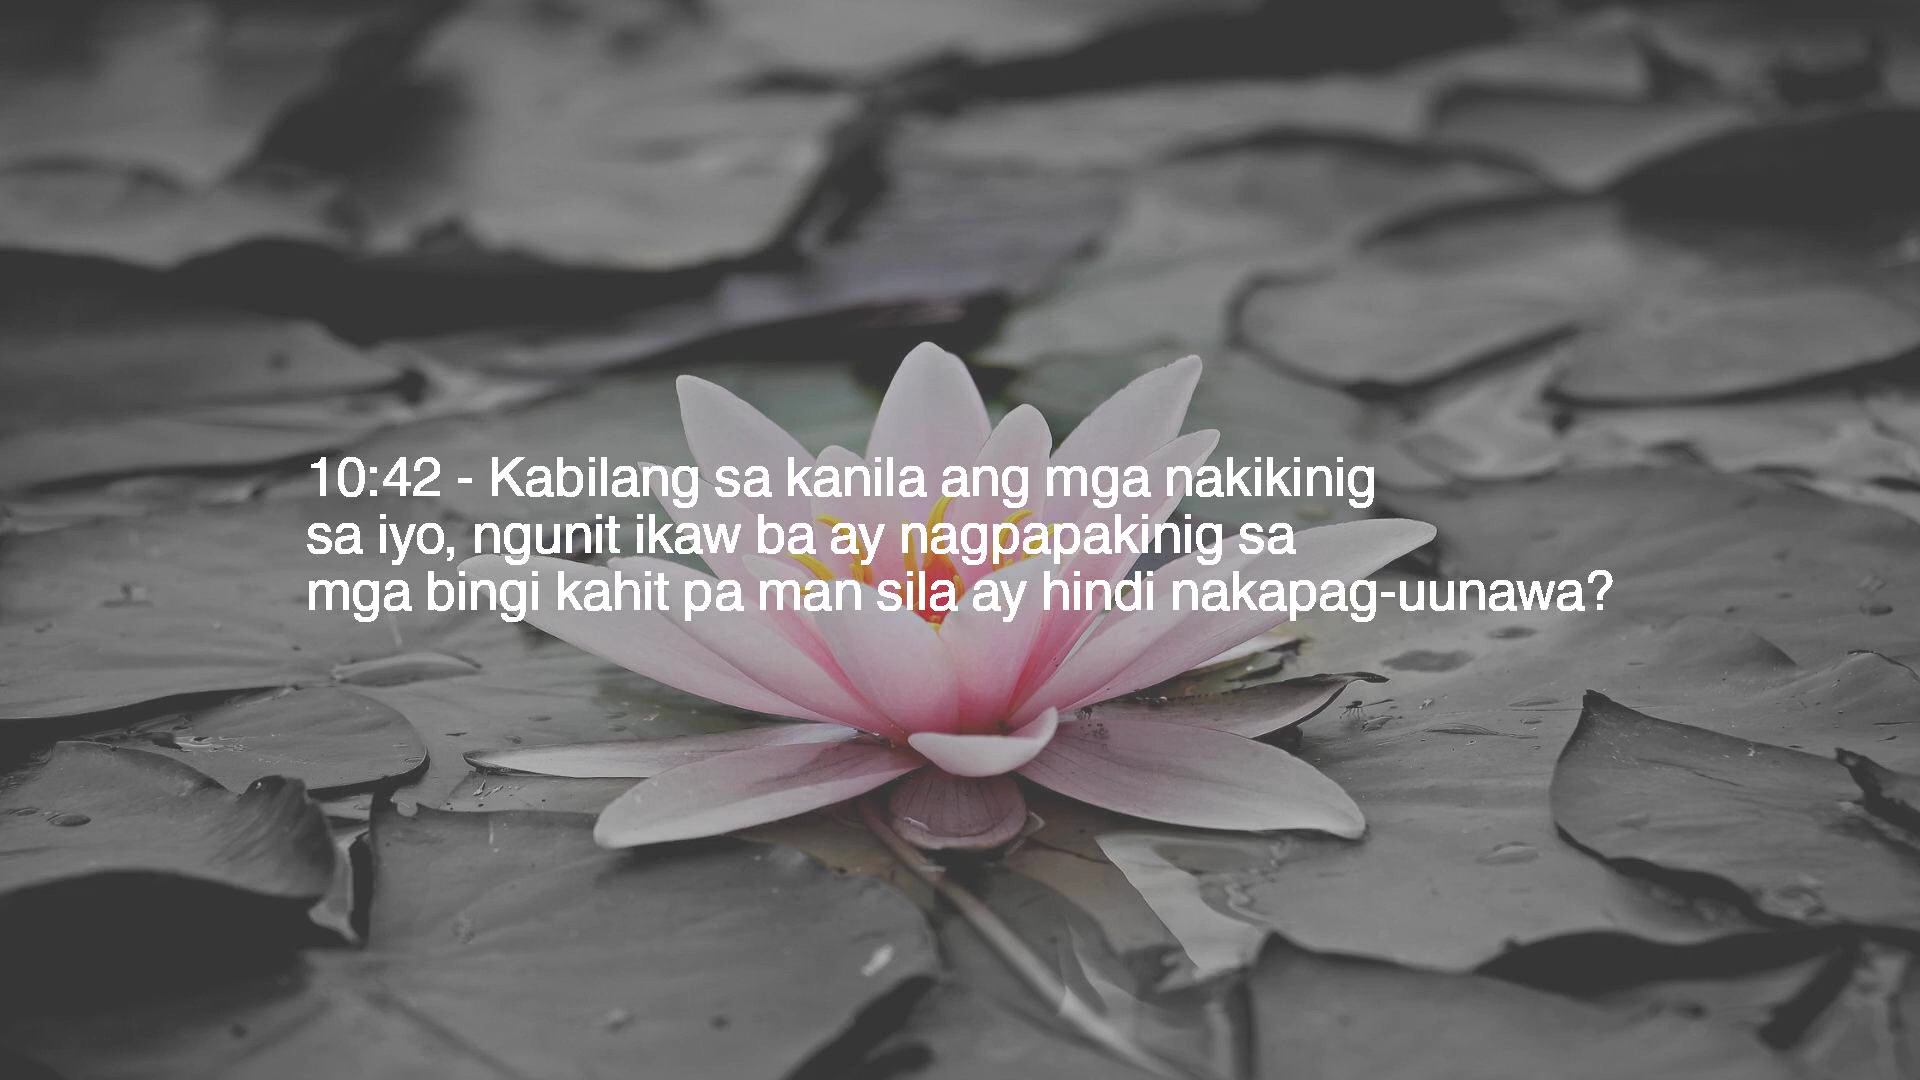 10:42 - Kabilang sa kanila ang mga nakikinig
sa iyo, ngunit ikaw ba ay nagpapakinig sa
mga bingi kahit pa man sila ay hindi nakapag-uunawa?